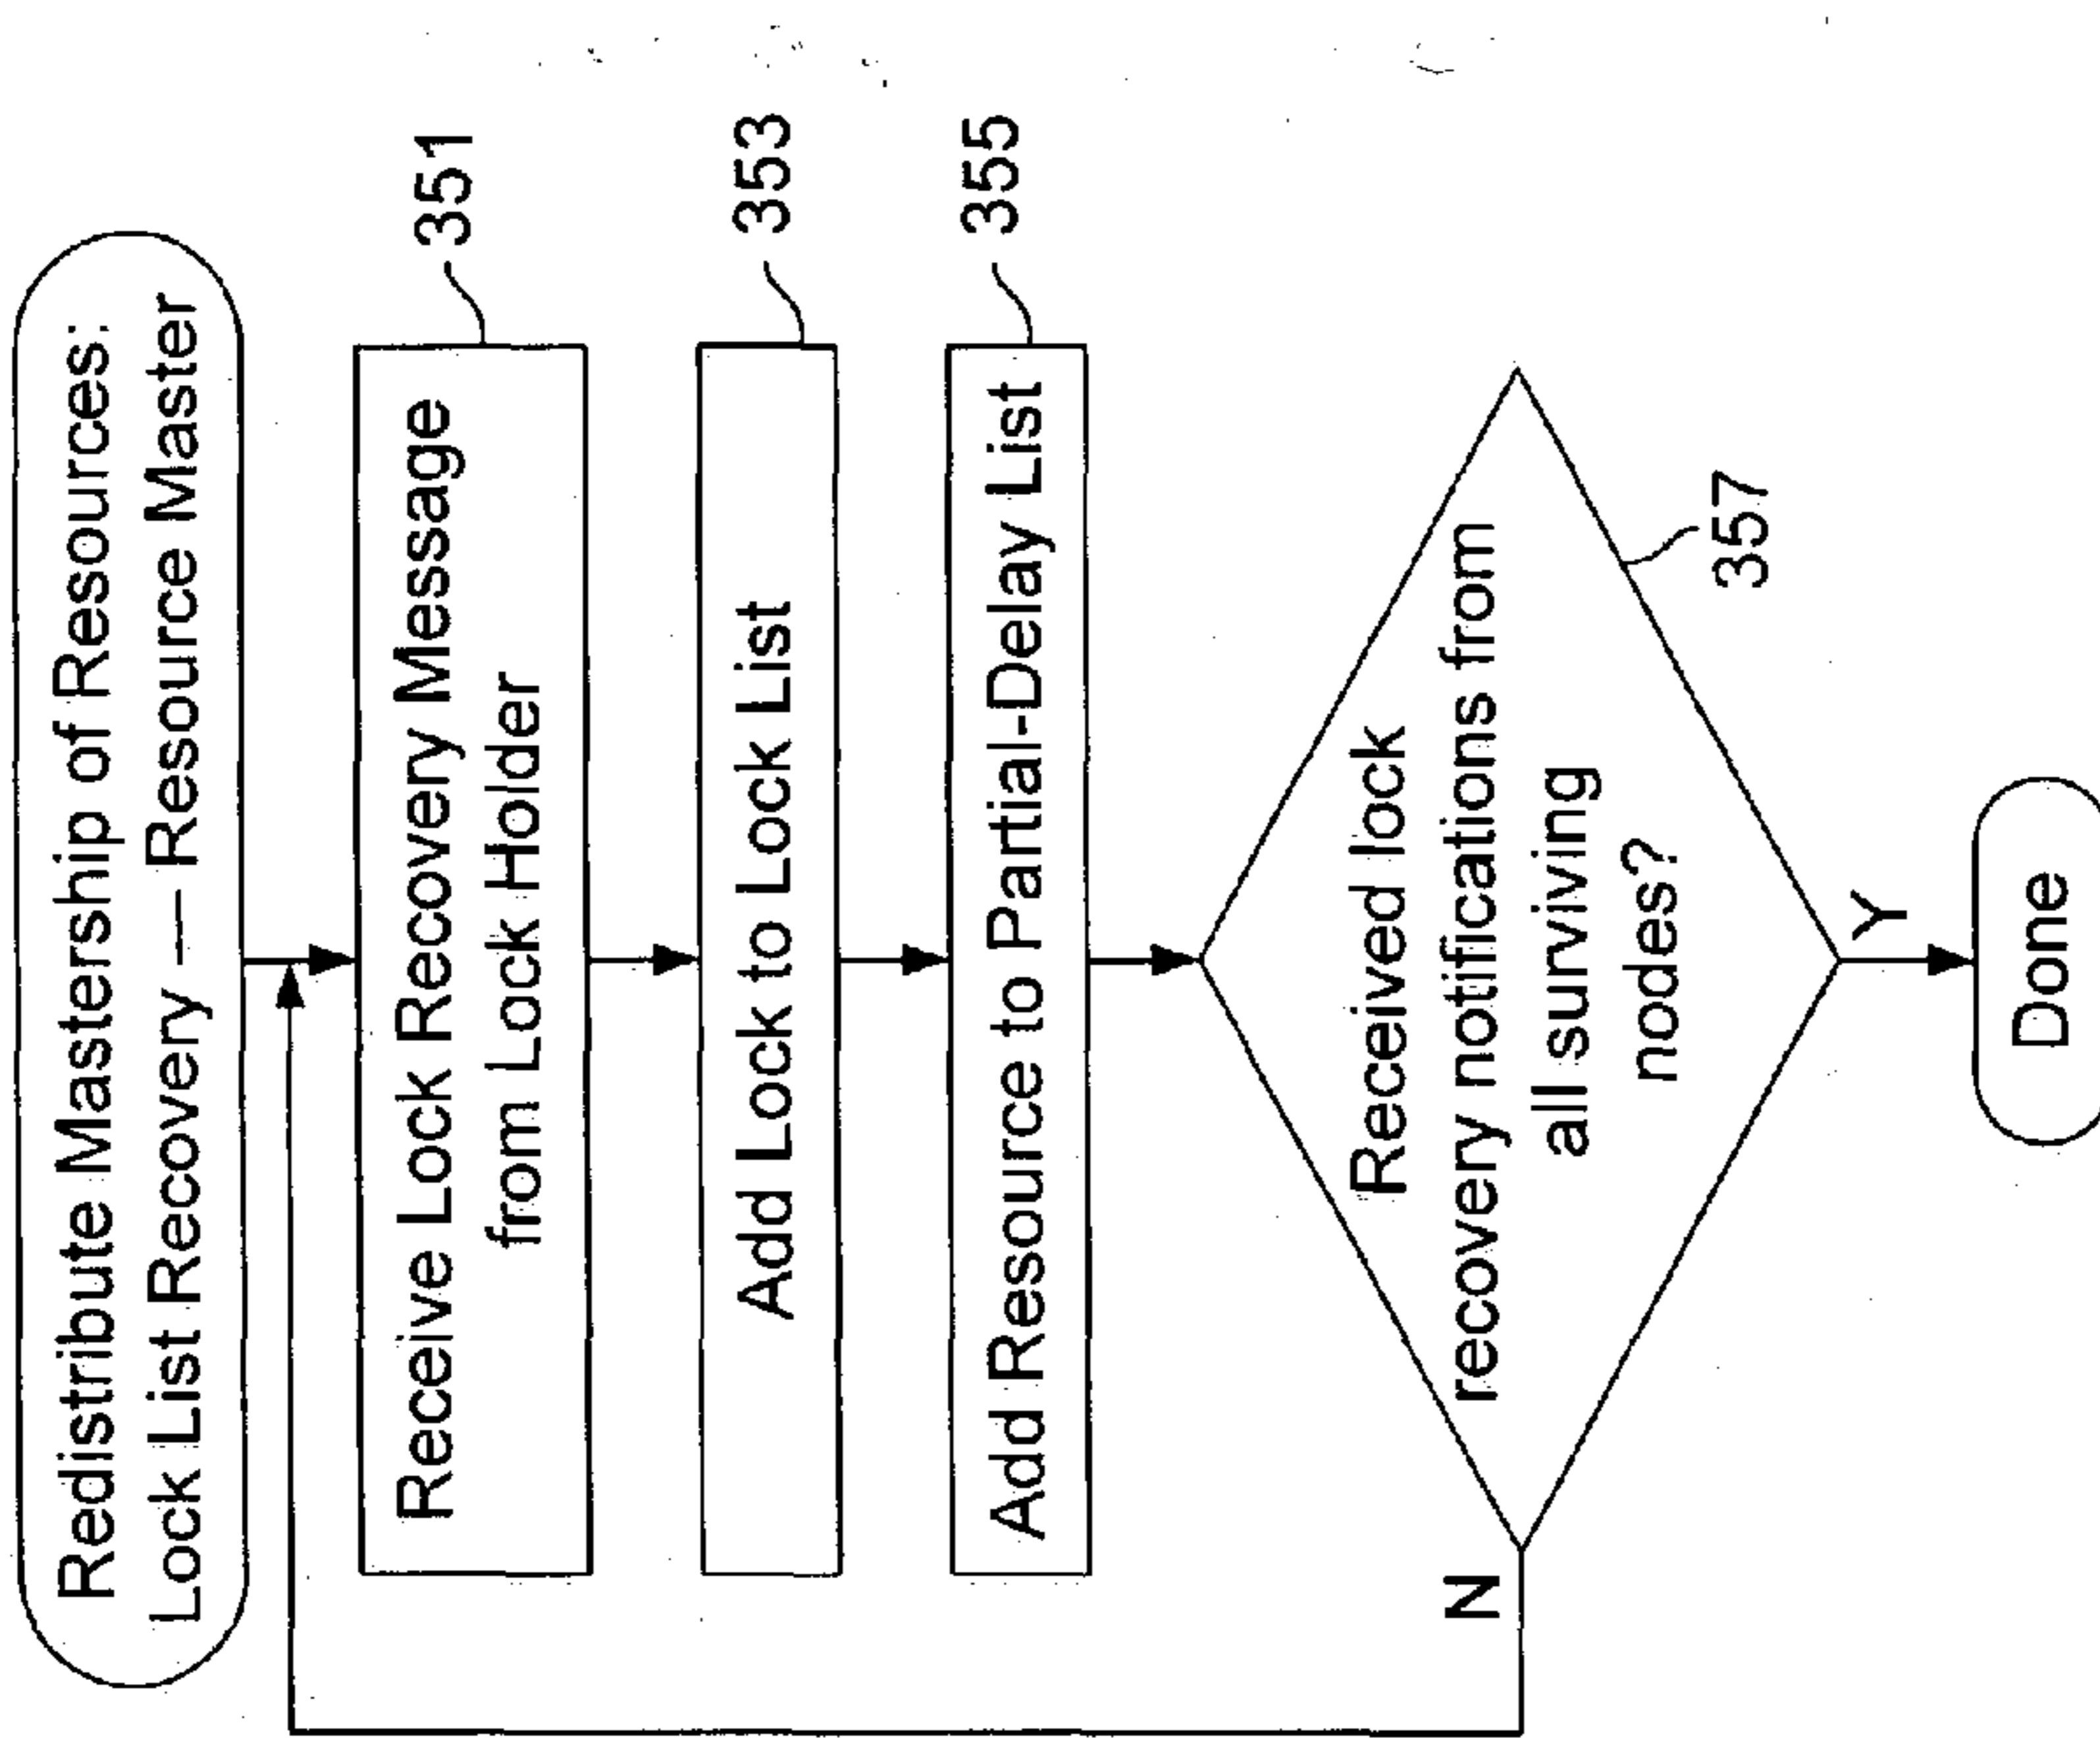 Redistribute Mastership of Resources:
Lock List Recovery — Resource Master
Receive Lock Recovery Message
from Lock Holder
351
Add Lock to Lock List
353
Add Resource to Partial-Delay List
355
Received lock
recovery notifications from
all surviving
nodes?
357
N
Y
Done